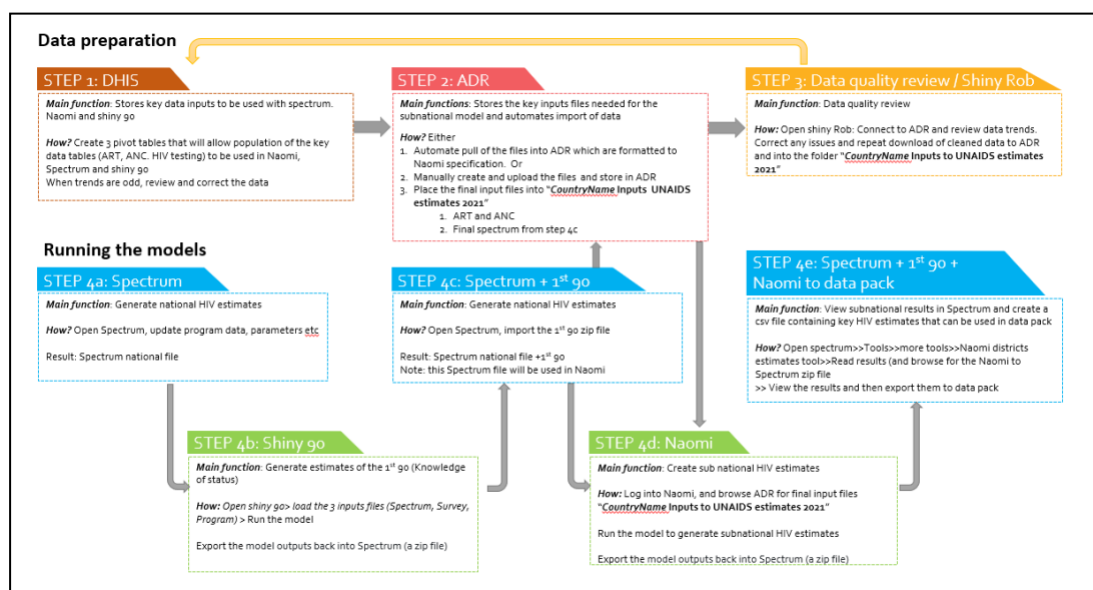 Data preparation
STEP 1: DHIS
Main function: Stores key data inputs to be used with spectrum.
Naomi and shiny 90
How? Create 3 pivot tables that will allow population of the key
data tables (ART, ANC. HIV testing) to be used in Naomi,
Spectrum and shiny 90
When trends are odd, review and correct the data
STEP 2: ADR
Main functions: Stores the key inputs files needed for the
subnational model and automates import of data
How? Either
1. Automate pull of the files into ADR which are formatted to
Naomi specification. Or
2. Manually create and upload the files and store in ADR
3. Place the final input files into "CountryName Inputs UNAIDS
estimates 2021"
1. ART and ANC
2. Final spectrum from step 4c
STEP 3: Data quality review / Shiny Rob
Main function: Data quality review
How: Open shiny Rob: Connect to ADR and review data trends.
Correct any issues and repeat download of cleaned data to ADR
and into the folder "CountryName Inputs to UNAIDS estimates
2021"
Running the models
STEP 4a: Spectrum
Main function: Generate national HIV estimates
How? Open Spectrum, update program data, parameters etc
Result: Spectrum national file
STEP 4b: Shiny 90
Main function: Generate estimates of the 1st 90 (Knowledge
of status)
How: Open shiny 90> load the 3 inputs files (Spectrum, Survey,
Program) > Run the model
Export the model outputs back into Spectrum (a zip file)
STEP 4c: Spectrum + 1st 90
Main function: Generate national HIV estimates
How? Open Spectrum, import the 1st 90 zip file
Result: Spectrum national file +1st 90
Note: this Spectrum file will be used in Naomi
STEP 4d: Naomi
Main function: Create sub national HIV estimates
How: Log into Naomi, and browse ADR for final input files
"CountryName Inputs to UNAIDS estimates 2021"
Run the model to generate subnational HIV estimates
Export the model outputs back into Spectrum (a zip file)
STEP 4e: Spectrum + 1st 90 +
Naomi to data pack
Main function: View subnational results in Spectrum and create a
csv file containing key HIV estimates that can be used in data pack
How? Open spectrum>>Tools>>more tools>>Naomi districts
estimates tool>>Read results (and browse for the Naomi to
Spectrum zip file
>> View the results and then export them to data pack